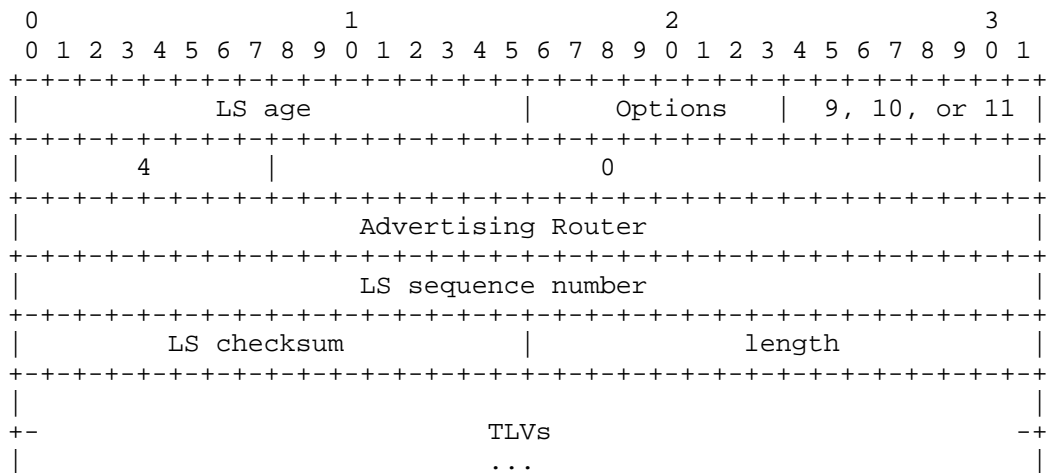 0                   1                   2                   3
 0 1 2 3 4 5 6 7 8 9 0 1 2 3 4 5 6 7 8 9 0 1 2 3 4 5 6 7 8 9 0 1
+-+-+-+-+-+-+-+-+-+-+-+-+-+-+-+-+-+-+-+-+-+-+-+-+-+-+-+-+-+-+-+-+
|            LS age             |     Options   |  9, 10, or 11 |
+-+-+-+-+-+-+-+-+-+-+-+-+-+-+-+-+-+-+-+-+-+-+-+-+-+-+-+-+-+-+-+-+
|       4       |                    0                          |
+-+-+-+-+-+-+-+-+-+-+-+-+-+-+-+-+-+-+-+-+-+-+-+-+-+-+-+-+-+-+-+-+
|                     Advertising Router                        |
+-+-+-+-+-+-+-+-+-+-+-+-+-+-+-+-+-+-+-+-+-+-+-+-+-+-+-+-+-+-+-+-+
|                     LS sequence number                        |
+-+-+-+-+-+-+-+-+-+-+-+-+-+-+-+-+-+-+-+-+-+-+-+-+-+-+-+-+-+-+-+-+
|         LS checksum           |             length            |
+-+-+-+-+-+-+-+-+-+-+-+-+-+-+-+-+-+-+-+-+-+-+-+-+-+-+-+-+-+-+-+-+
|                                                               |
+-                            TLVs                             -+
|                             ...                               |